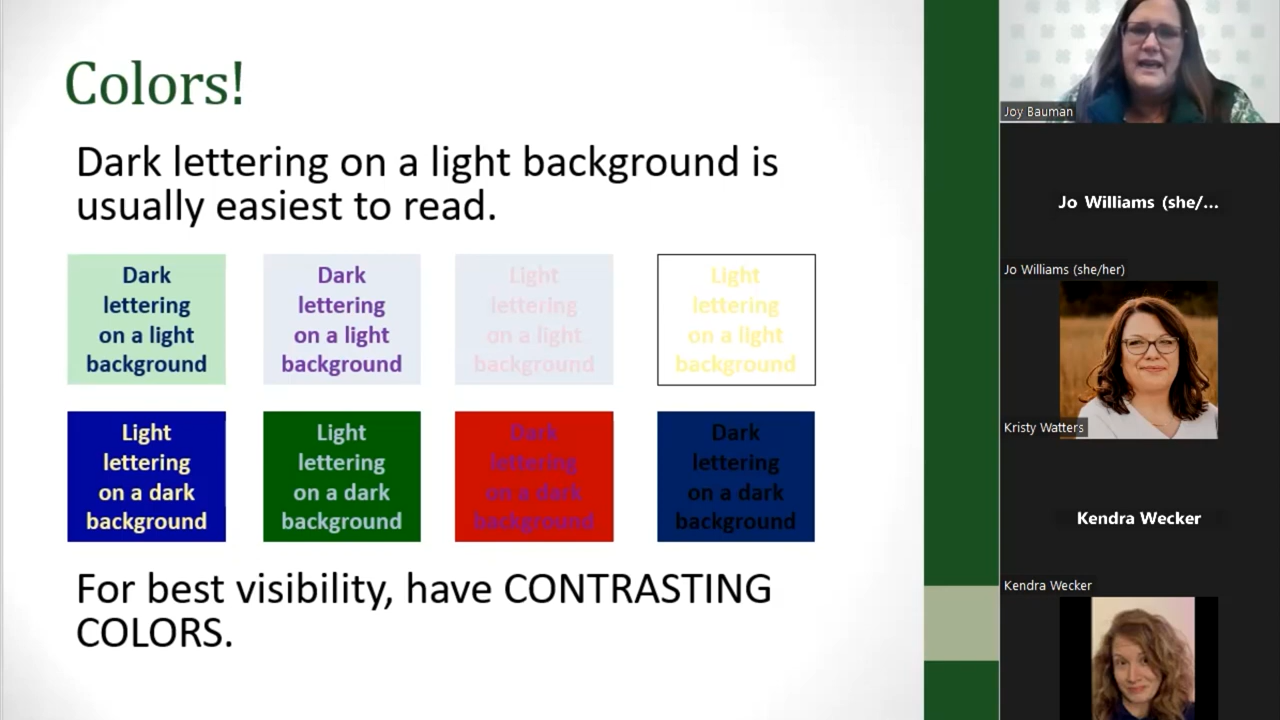 Colors!
Dark lettering on a light background is
usually easiest to read.
Dark
lettering
on a light
background
Dark
lettering
on a light
background
Light
lettering
on a light
background
Light
lettering
on a light
background
Light
lettering
on a dark
background
Light
lettering
on a dark
background
Dark
lettering
on a dark
background
Dark
lettering
on a dark
background
For best visibility, have CONTRASTING
COLORS.
Joy Bauman
Jo Williams (she/...
Jo Williams (she/her)
Kristy Watters
Kendra Wecker
Kendra Wecker